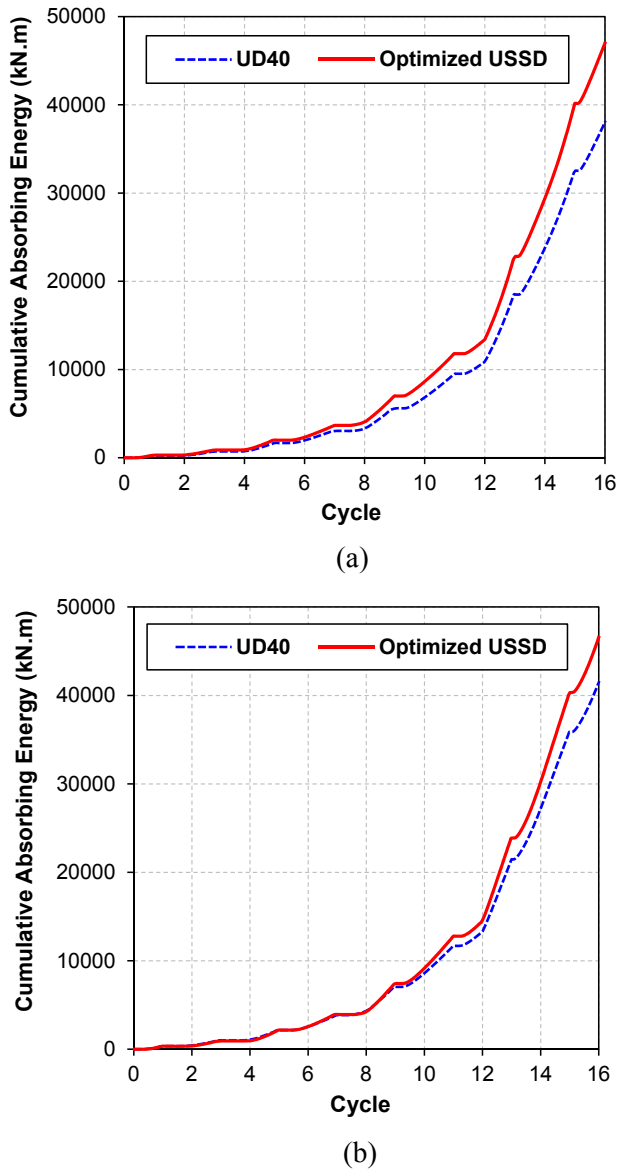 50000
40000
30000
20000
10000
0
Cumulative Absorbing Energy (kN.m)
UD40 Optimized USSD
0 2 4 6 8 10 12 14 16
Cycle
(a)
50000
40000
30000
20000
10000
0
Cumulative Absorbing Energy (kN.m)
UD40 Optimized USSD
0 2 4 6 8 10 12 14 16
Cycle
(b)